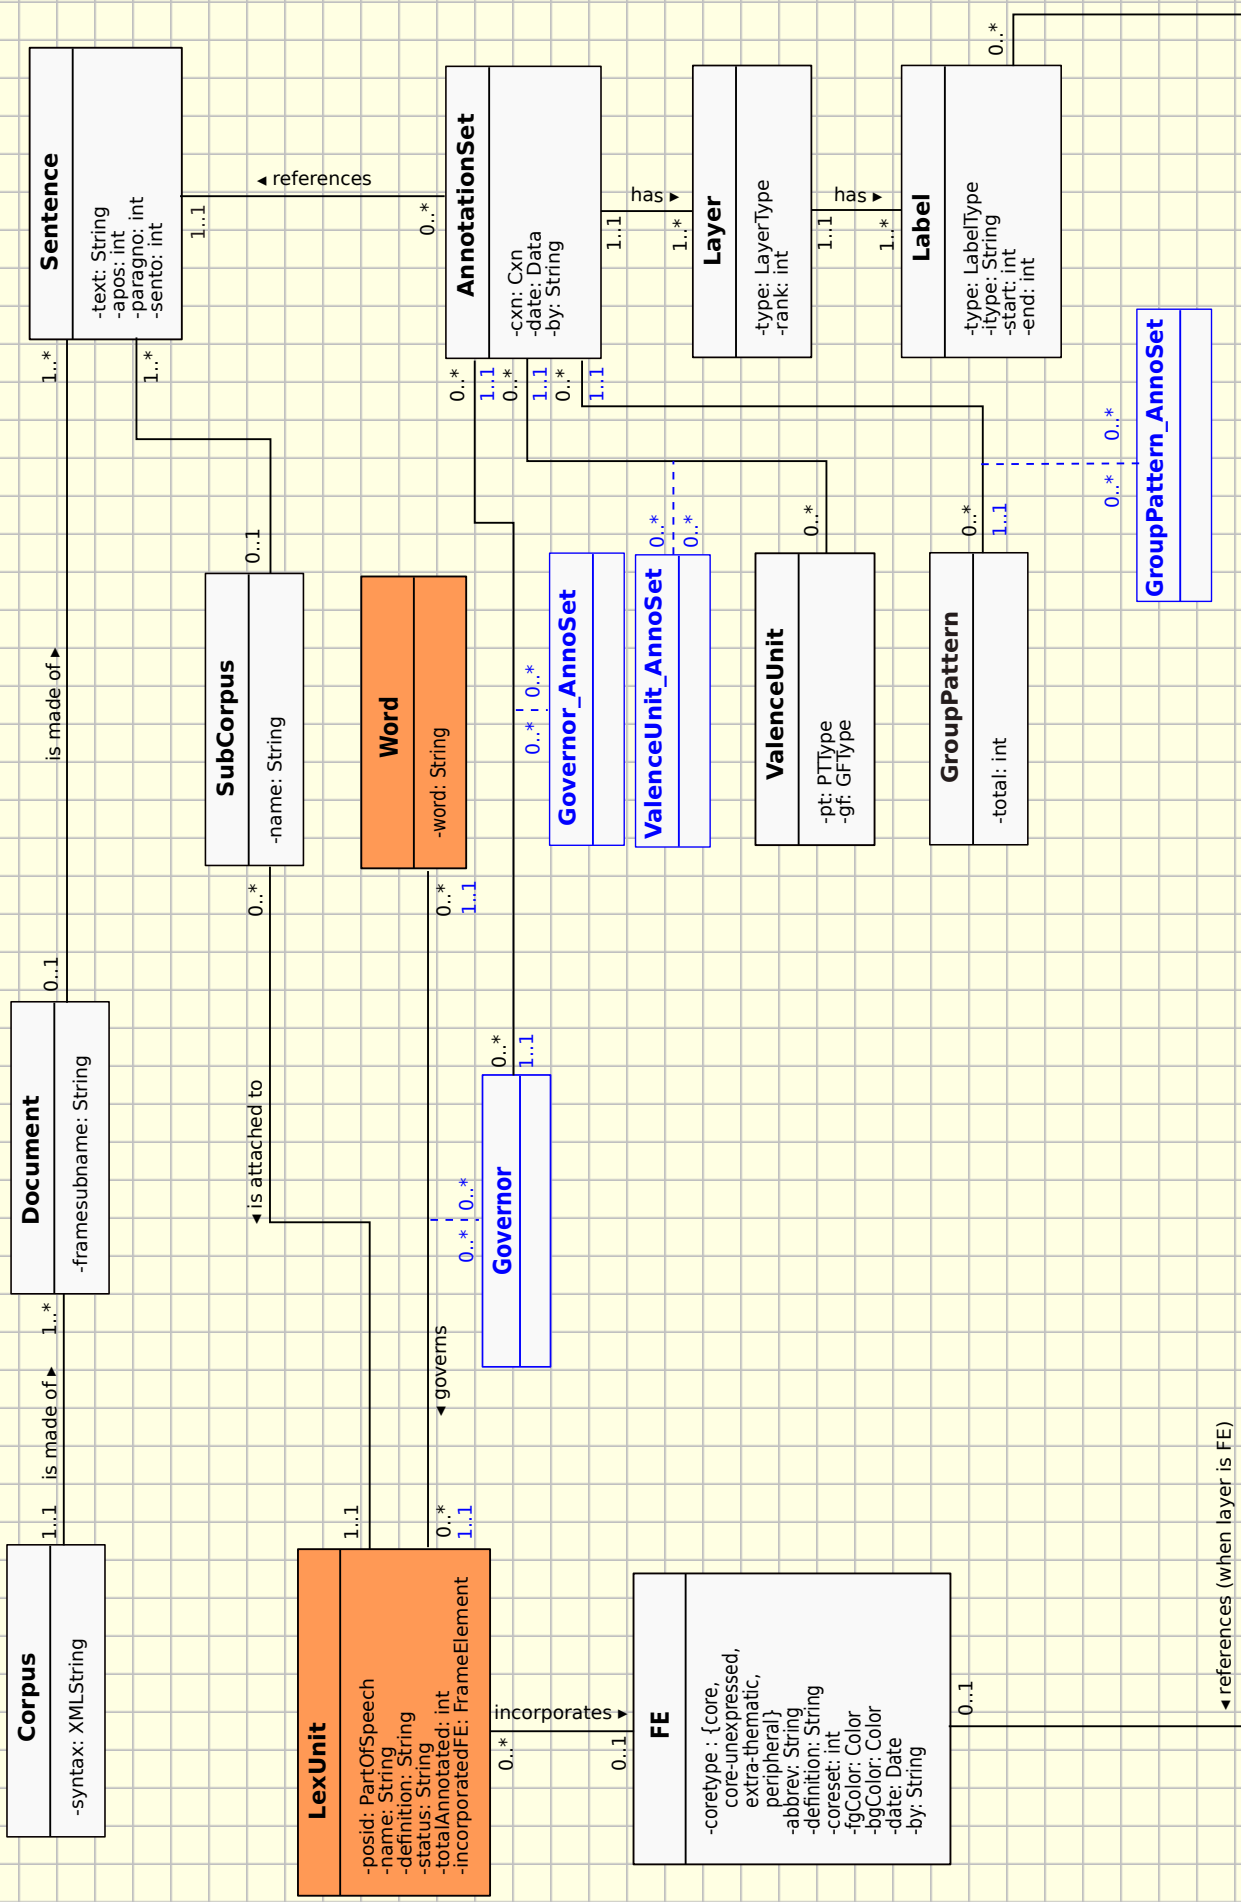 Sentence
-text: String
-apos: int
-paragno: int
-sento: int
1..1
◄ references
0..*
AnnotationSet
-cxn: Cxn
-date: Data
-by: String
1..1
has ►
1..*
Layer
-type: LayerType
-rank: int
1..1
has ►
1..*
Label
-type: LabelType
-itype: String
-start: int
-end: int
0..*
1..*
1..*
0..*
1..1
0..*
1..1
0..*
1..1
GroupPattern_AnnoSet
0..*
0..*
is made of ►
0..1
SubCorpus
-name: String
0..*
Word
-word: String
0..*
1..1
Governor_AnnoSet
0..*
0..*
ValenceUnit_AnnoSet
0..*
0..*
ValenceUnit
-pt: PTType
-gf: GFType
0..*
GroupPattern
-total: int
0..*
1..1
0..1
Document
-framesubname: String
1..*
◄ is attached to
0..*
1..1
Governor
0..*
0..*
◄ governs
is made of ►
1..1
Corpus
-syntax: XMLString
1..1
0..*
1..1
LexUnit
-posid: PartOfSpeech
-name: String
-definition: String
-status: String
-totalAnnotated: int
-incorporatedFE: FrameElement
incorporates ►
0..*
0..1
FE
-coretype : {core,
core-unexpressed,
extra-thematic,
peripheral}
-abbrev: String
-definition: String
-coreset: int
-fgColor: Color
-bgColor: Color
-date: Date
-by: String
0..1
◄ references (when layer is FE)